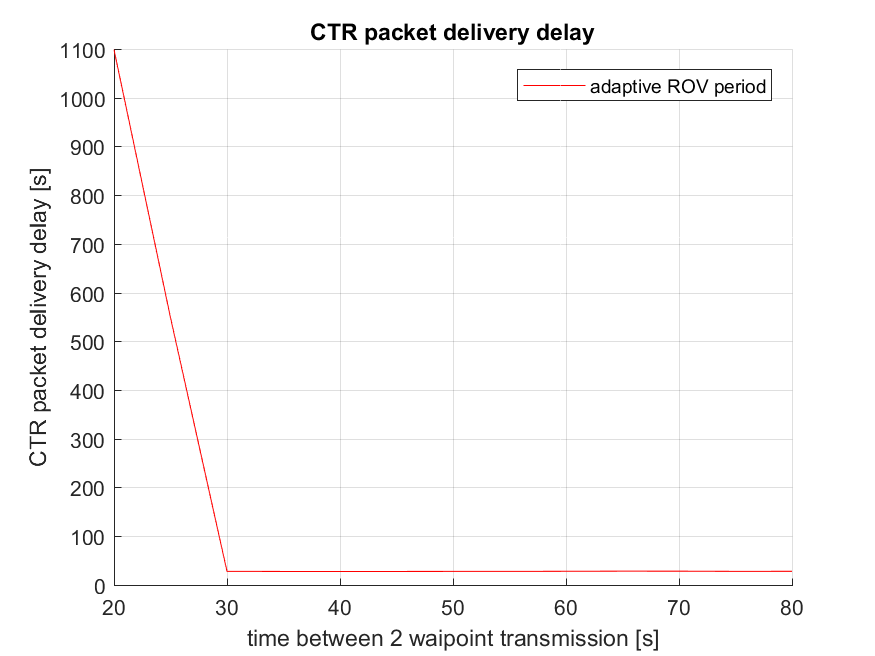 CTR packet delivery delay
adaptive ROV period
CTR packet delivery delay [s]
1100
1000
900
800
700
600
500
400
300
200
100
0
20 30 40 50 60 70 80
time between 2 waipoint transmission [s]